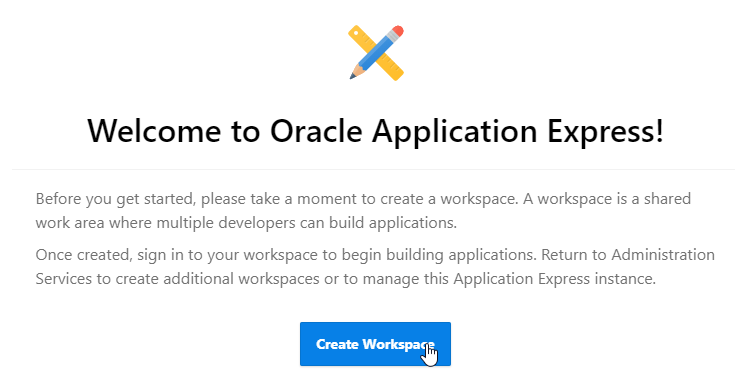 Welcome to Oracle Application Express!
Before you get started, please take a moment to create a workspace. A workspace is a shared
work area where multiple developers can build applications.
Once created, sign in to your workspace to begin building applications. Return to Administration
Services to create additional workspaces or to manage this Application Express instance.
Create Workspace